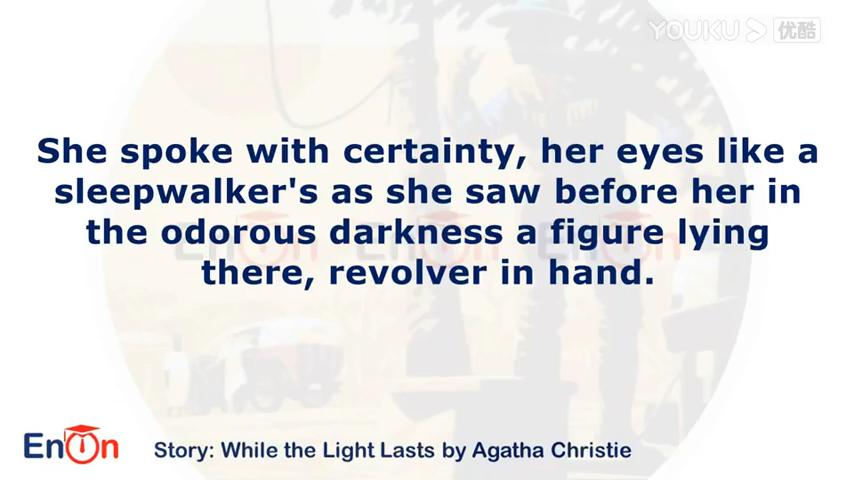 YOUKU 优酷
She spoke with certainty, her eyes like a
sleepwalker's as she saw before her in
the odorous darkness a figure lying
there, revolver in hand.
EnOn
Story: While the Light Lasts by Agatha Christie